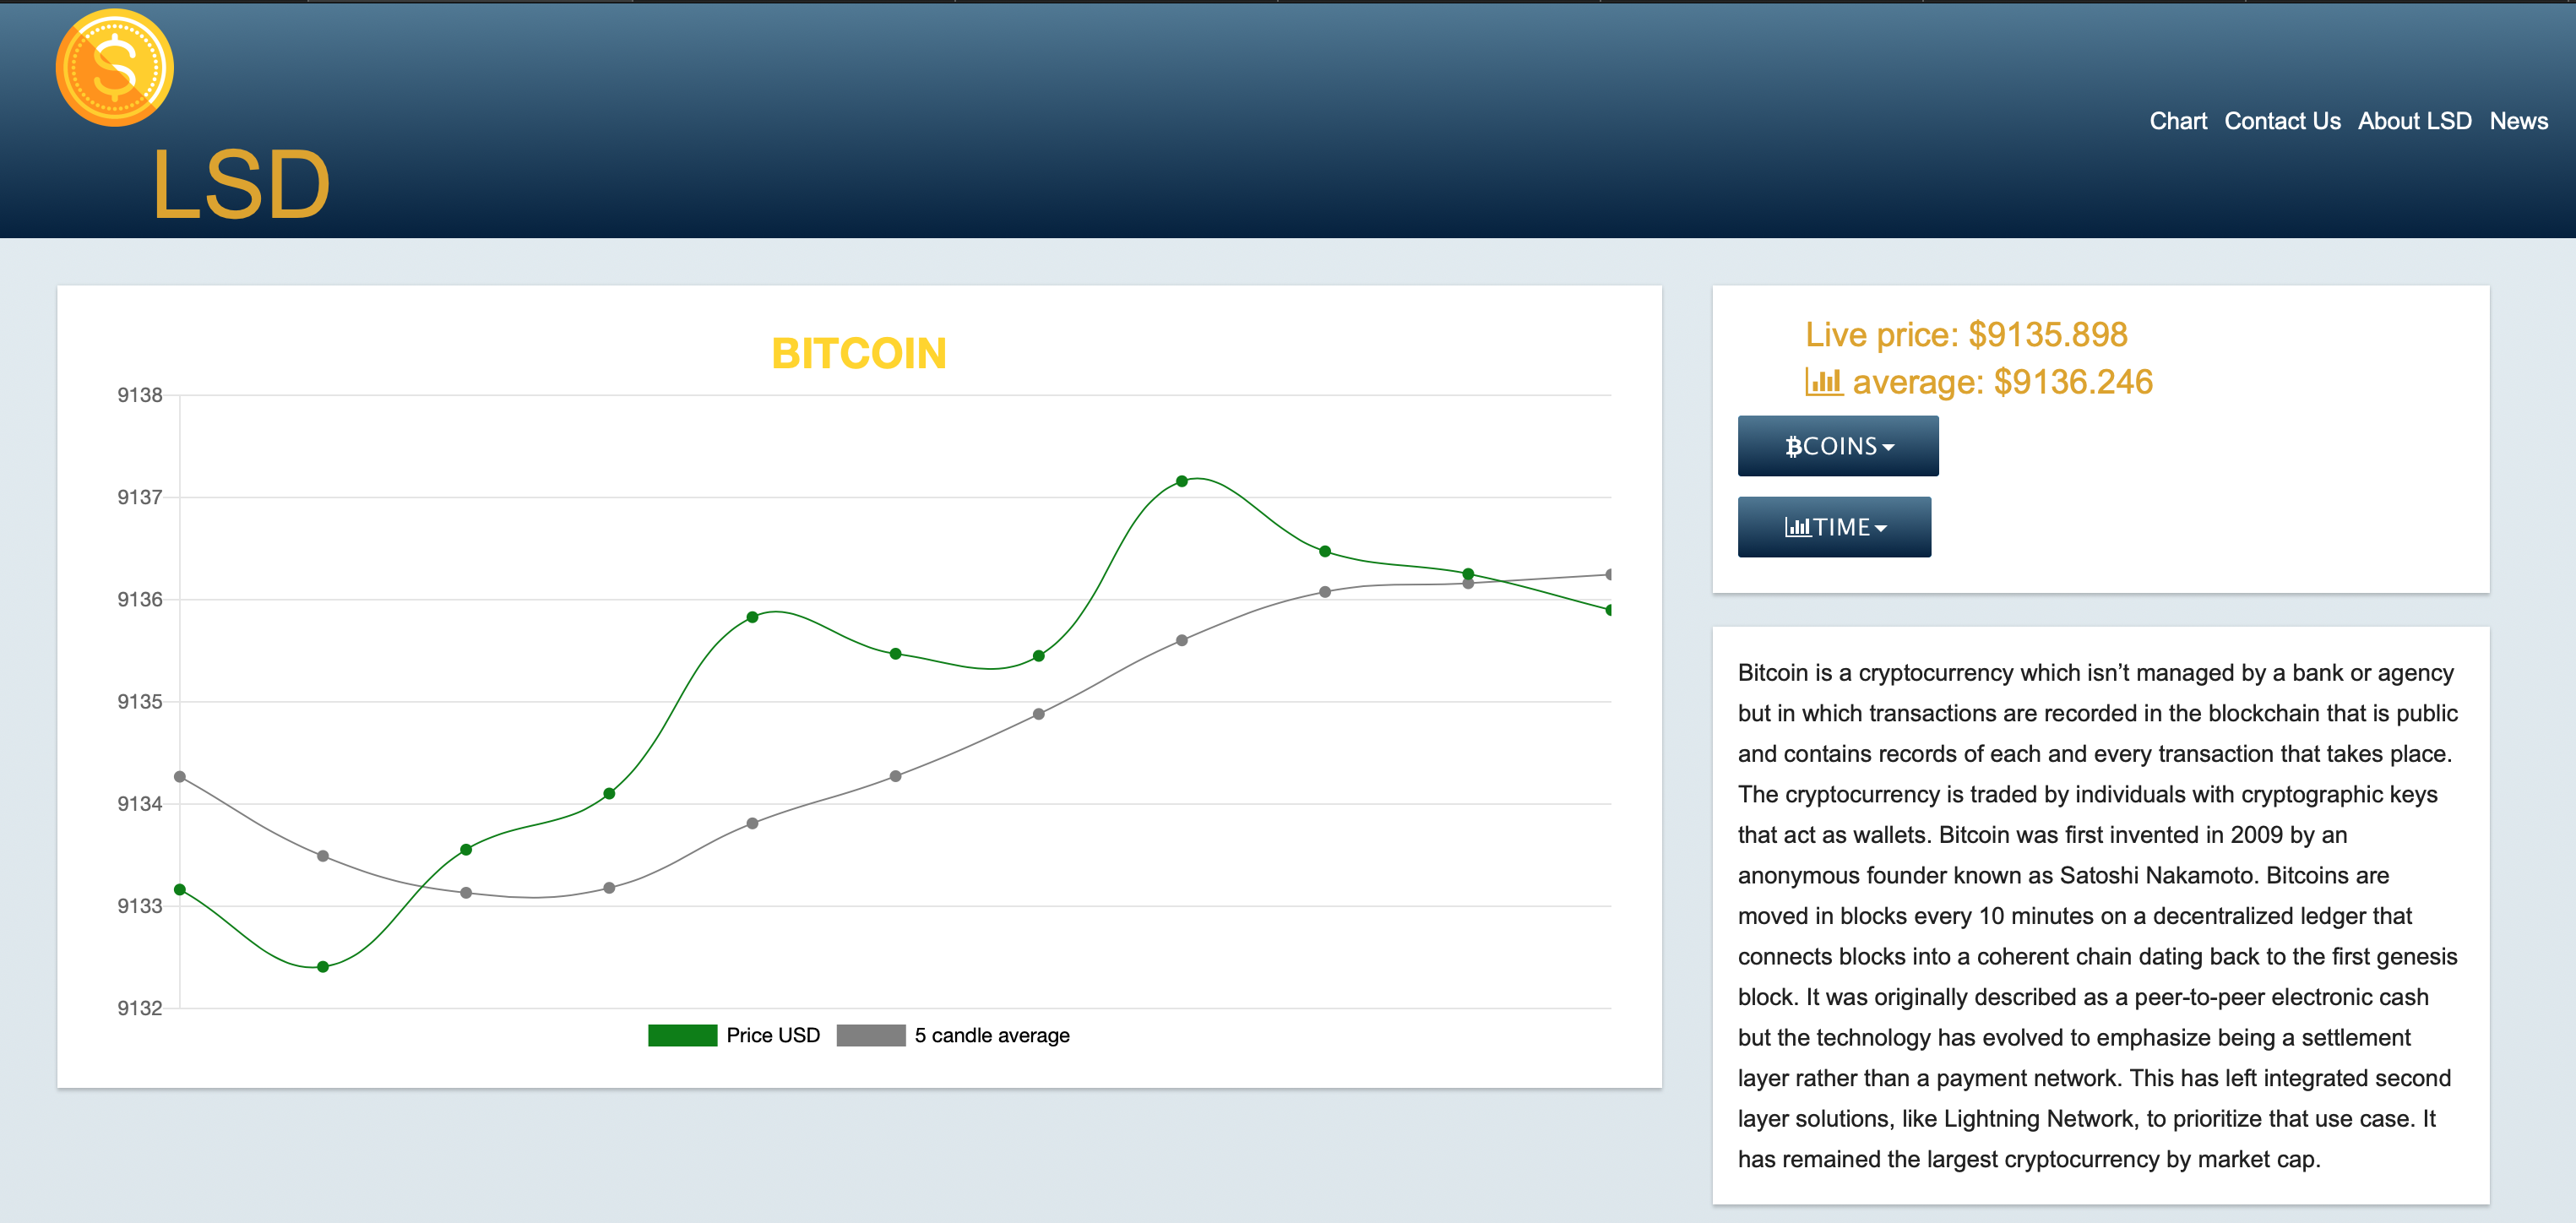 LSD
Chart Contact Us About LSD News
BITCOIN
9138
9137
9136
9135
9134
9133
9132
Price USD 5 candle average
Live price: $9135.898
average: $9136.246
COINS
TIME
Bitcoin is a cryptocurrency which isn’t managed by a bank or agency
but in which transactions are recorded in the blockchain that is public
and contains records of each and every transaction that takes place.
The cryptocurrency is traded by individuals with cryptographic keys
that act as wallets. Bitcoin was first invented in 2009 by an
anonymous founder known as Satoshi Nakamoto. Bitcoins are
moved in blocks every 10 minutes on a decentralized ledger that
connects blocks into a coherent chain dating back to the first genesis
block. It was originally described as a peer-to-peer electronic cash
but the technology has evolved to emphasize being a settlement
layer rather than a payment network. This has left integrated second
layer solutions, like Lightning Network, to prioritize that use case. It
has remained the largest cryptocurrency by market cap.